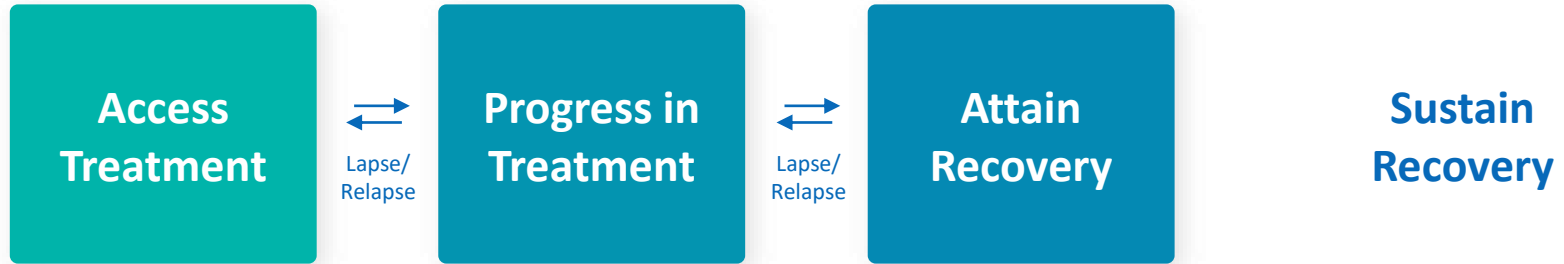 Access
Treatment
Lapse/
Relapse
Progress in
Treatment
Lapse/
Relapse
Attain
Recovery
Sustain
Recovery